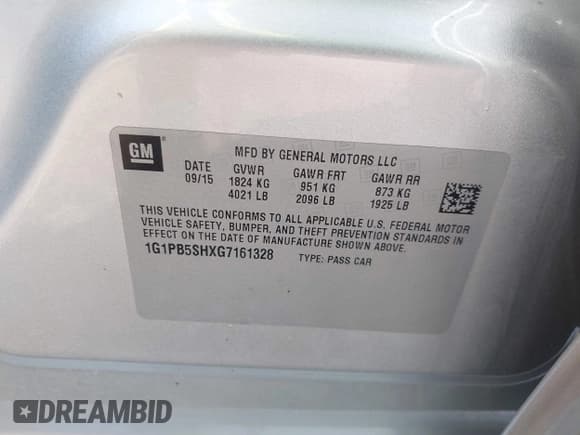 GM
MFD BY GENERAL MOTORS LLC
DATE GVWR GAWR FRT GAWR RR
09/15 1824 KG 951 KG 873 KG
4021 LB 2096 LB 1925 LB
THIS VEHICLE CONFORMS TO ALL APPLICABLE U.S. FEDERAL MOTOR
VEHICLE SAFETY, BUMPER, AND THEFT PREVENTION STANDARDS IN
EFFECT ON THE DATE OF MANUFACTURE SHOWN ABOVE.
1G1PB5SHXG7161328 TYPE: PASS CAR
DREAMBID